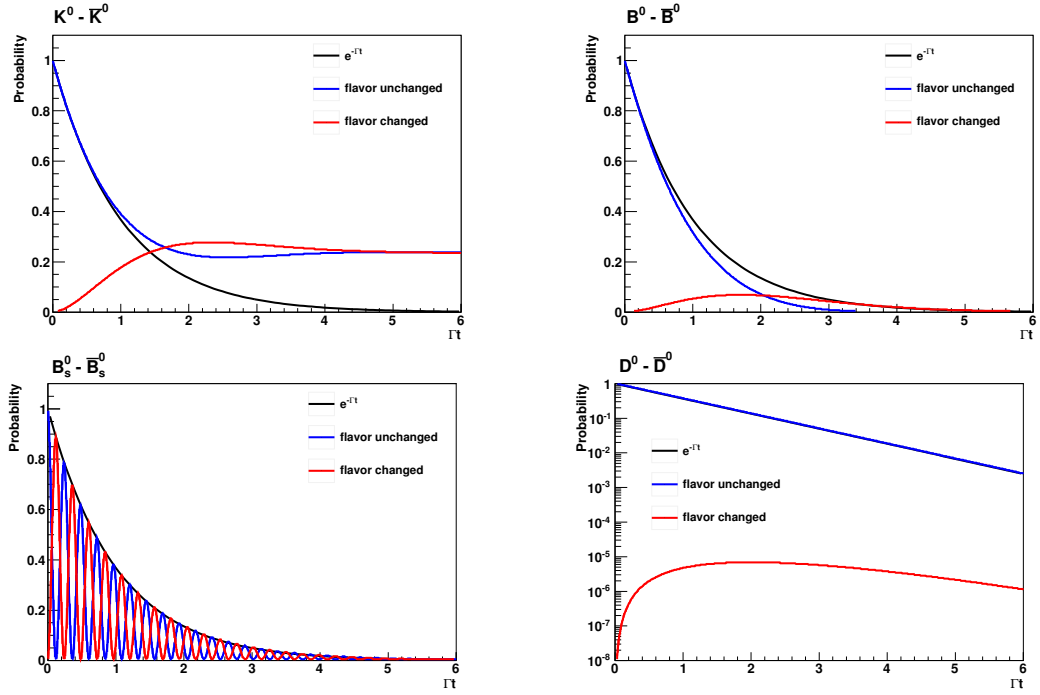 K⁰ - K̅⁰
Probability
1
0.8
0.6
0.4
0.2
0
0 1 2 3 4 5 6
Γt
e^-Γt
flavor unchanged
flavor changed
B⁰ - B̅⁰
Probability
1
0.8
0.6
0.4
0.2
0
0 1 2 3 4 5 6
Γt
e^-Γt
flavor unchanged
flavor changed
B_s⁰ - B̅_s⁰
Probability
1
0.8
0.6
0.4
0.2
0
0 1 2 3 4 5 6
Γt
e^-Γt
flavor unchanged
flavor changed
D⁰ - D̅⁰
Probability
1
10⁻¹
10⁻²
10⁻³
10⁻⁴
10⁻⁵
10⁻⁶
10⁻⁷
10⁻⁸
0 1 2 3 4 5 6
Γt
e^-Γt
flavor unchanged
flavor changed